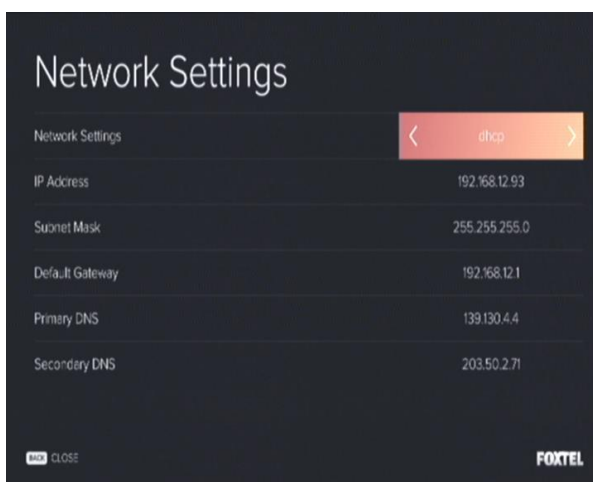 Network Settings
Network Settings dhcp
IP Address 192.168.12.93
Subnet Mask 255.255.255.0
Default Gateway 192.168.12.1
Primary DNS 139.130.4.4
Secondary DNS 203.50.2.71
BACK CLOSE FOXTEL